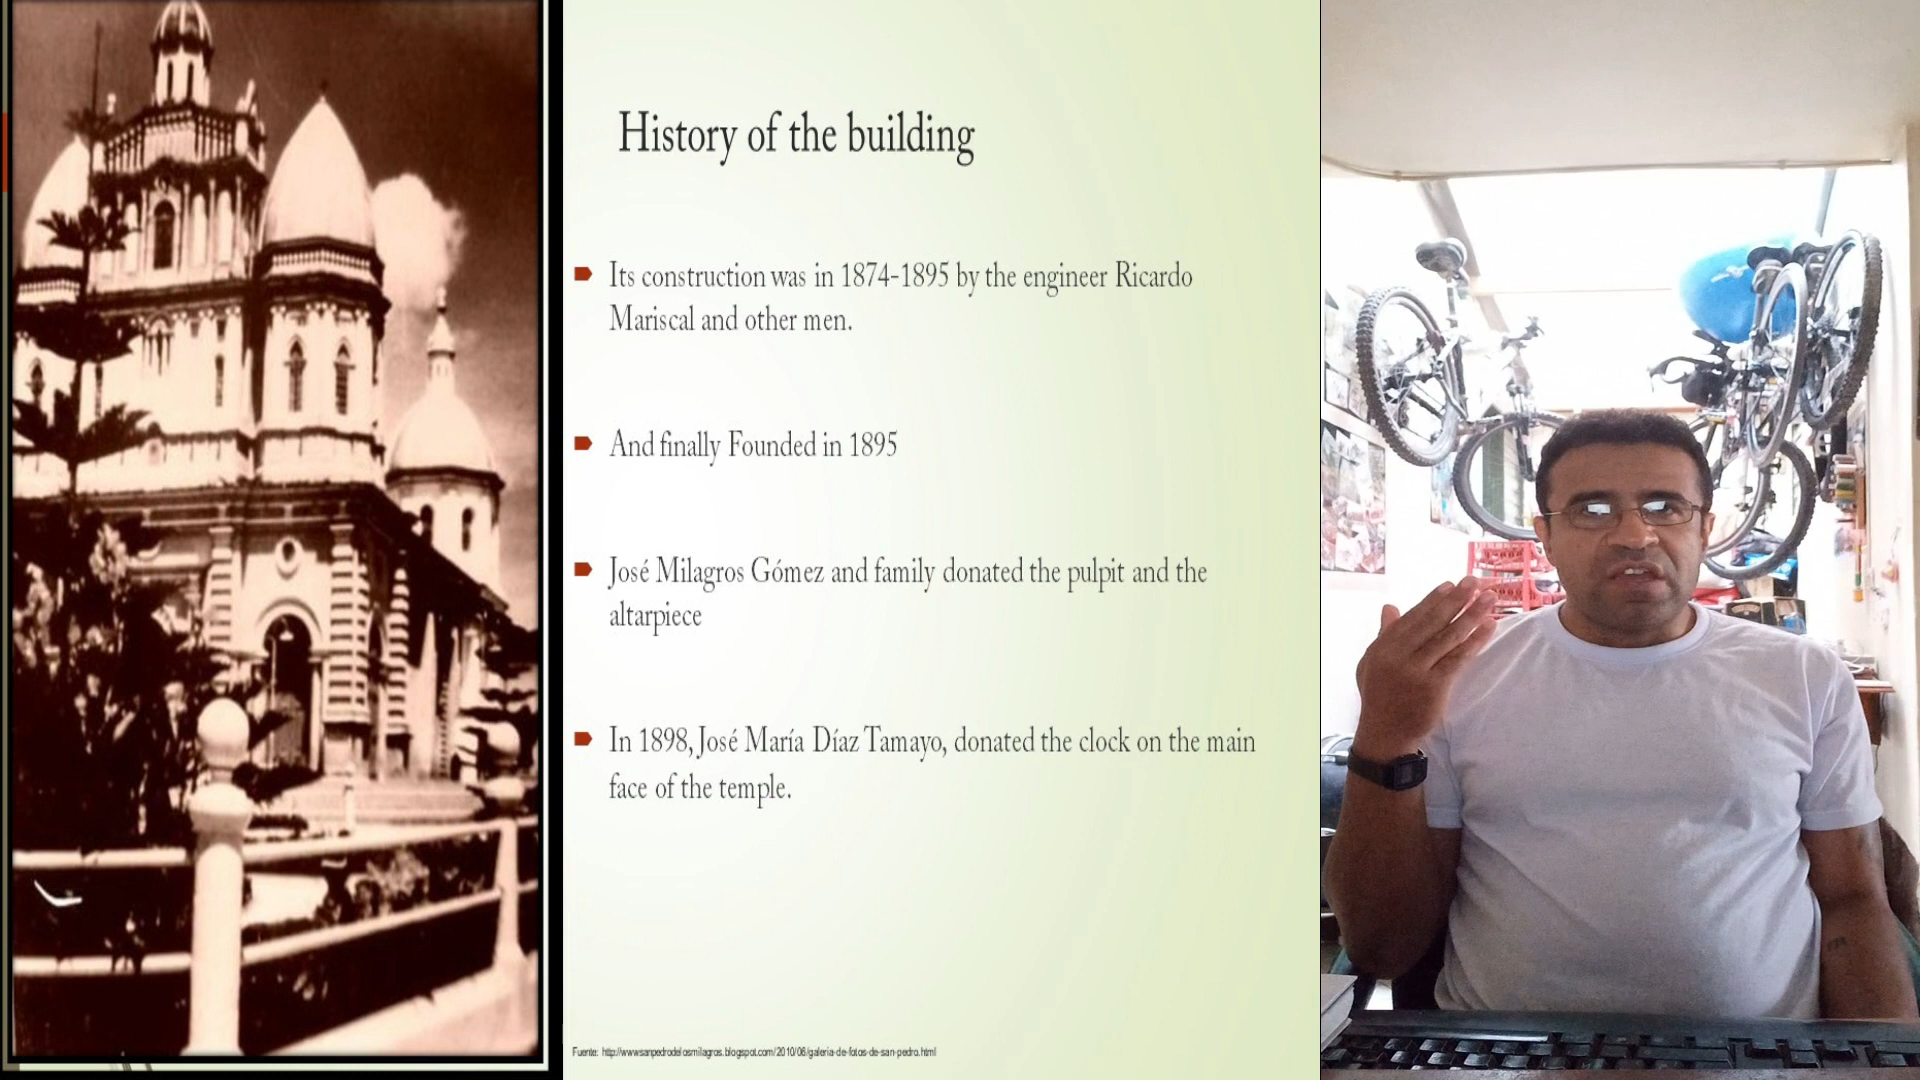 History of the building
Its construction was in 1874-1895 by the engineer Ricardo
Mariscal and other men.
And finally Founded in 1895
José Milagros Gómez and family donated the pulpit and the
altarpiece
In 1898, José María Díaz Tamayo, donated the clock on the main
face of the temple.
Fuente: http://wwwsanpedrodelosmilagros.blogspot.com/2010/06/galeria-de-fotos-de-san-pedro.html